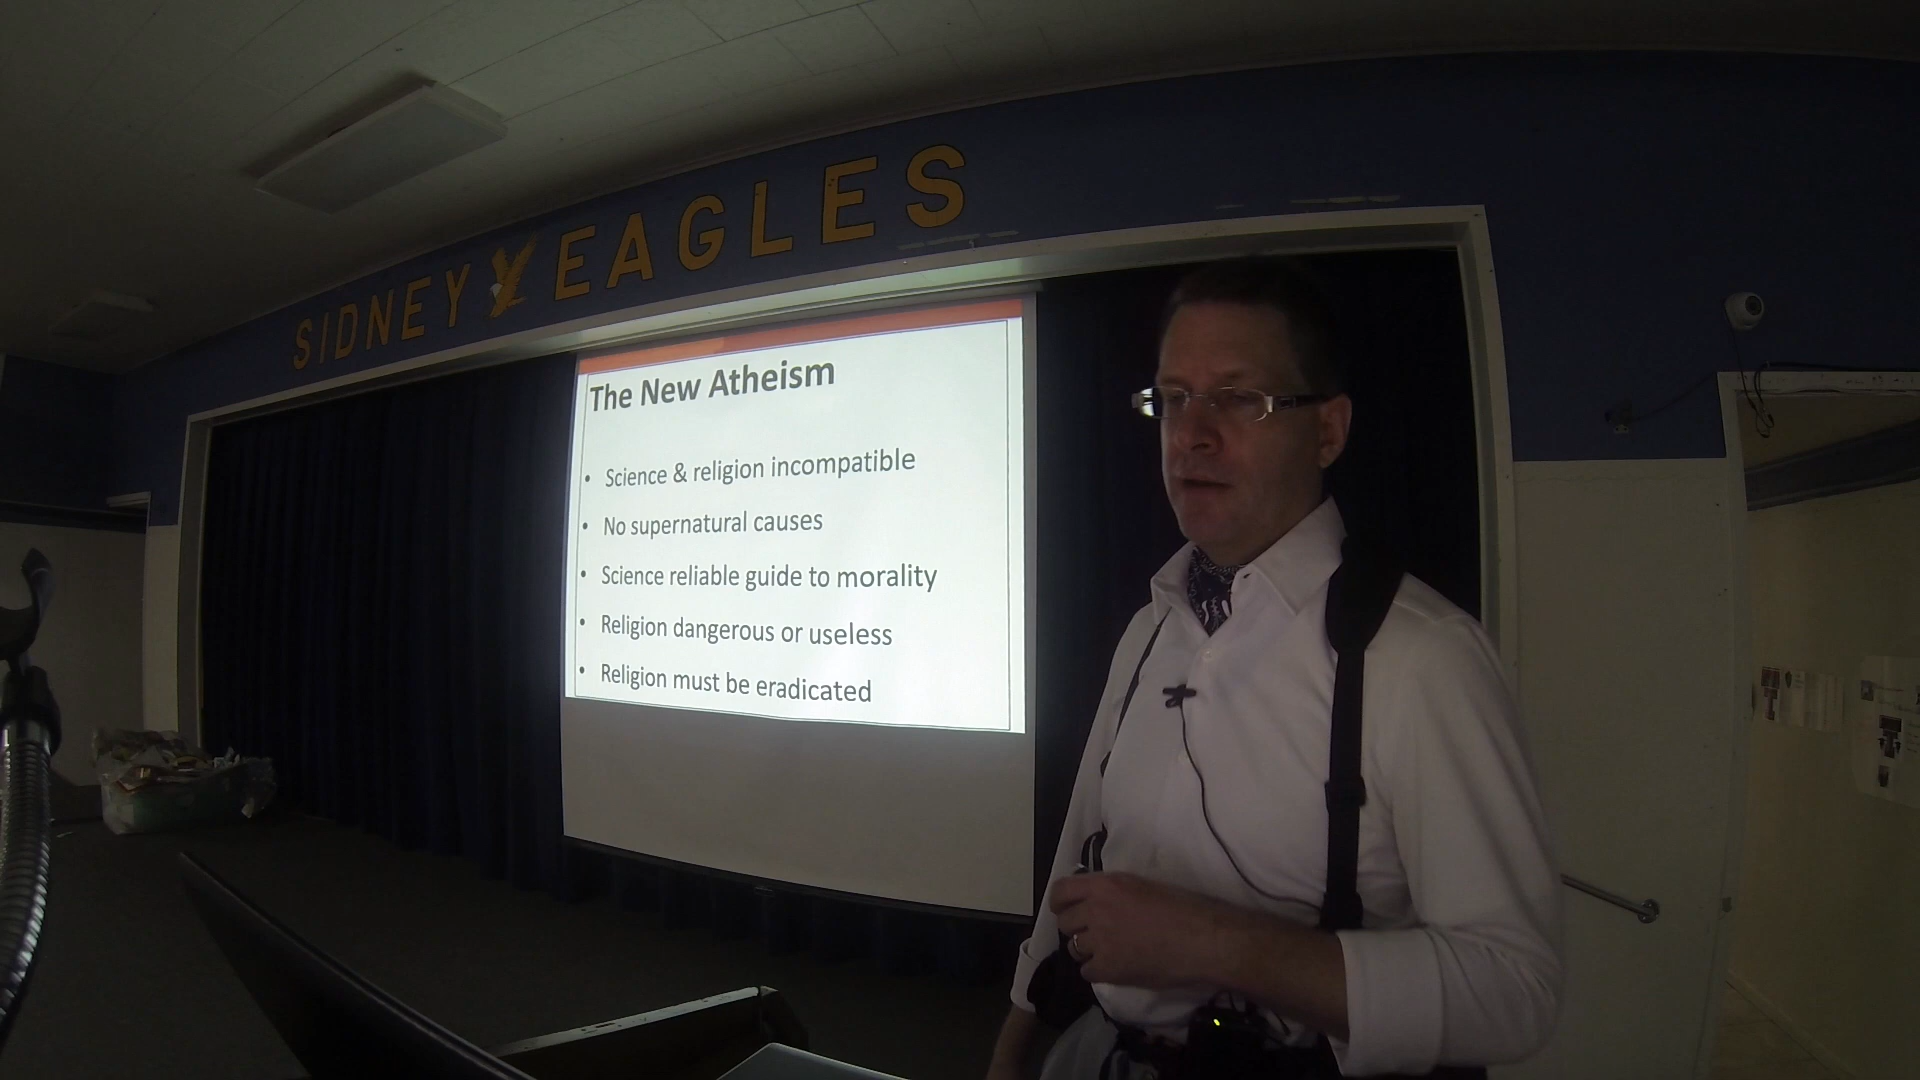 SIDNEY EAGLES
The New Atheism
• Science & religion incompatible
• No supernatural causes
• Science reliable guide to morality
• Religion dangerous or useless
• Religion must be eradicated